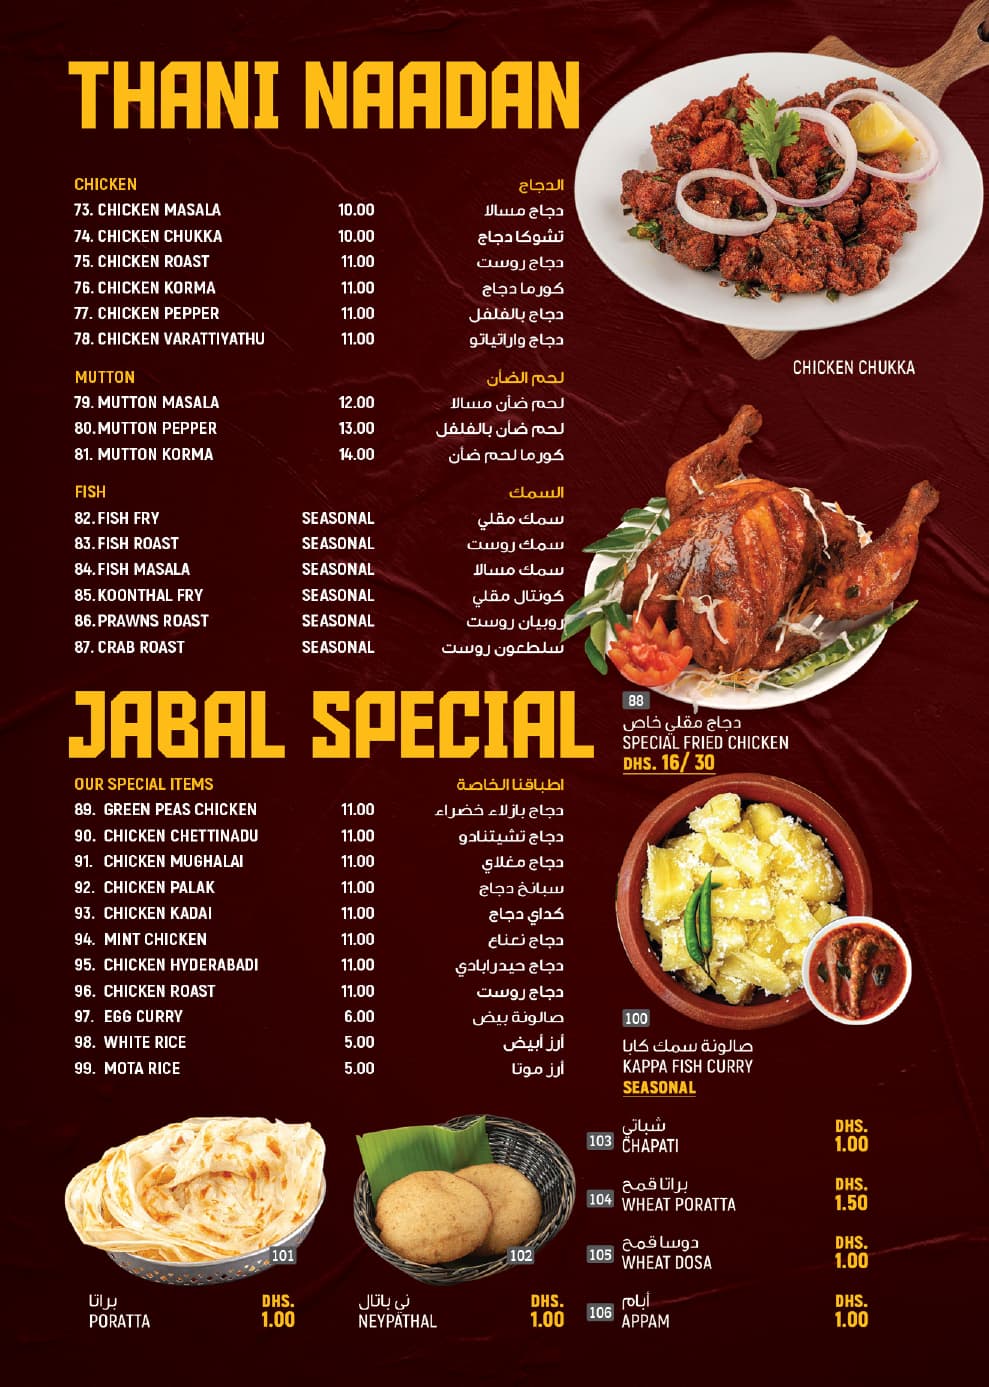 THANI NAADAN
CHICKEN الدجاج
73. CHICKEN MASALA 10.00 دجاج مسالا
74. CHICKEN CHUKKA 10.00 تشوكا دجاج
75. CHICKEN ROAST 11.00 دجاج روست
76. CHICKEN KORMA 11.00 كورما دجاج
77. CHICKEN PEPPER 11.00 دجاج بالفلفل
78. CHICKEN VARATTIYATHU 11.00 دجاج واراتياتو
MUTTON لحم الضأن
79. MUTTON MASALA 12.00 لحم ضأن مسالا
80. MUTTON PEPPER 13.00 لحم ضأن بالفلفل
81. MUTTON KORMA 14.00 كورما لحم ضأن
FISH السمك
82. FISH FRY SEASONAL سمك مقلي
83. FISH ROAST SEASONAL سمك روست
84. FISH MASALA SEASONAL سمك مسالا
85. KOONTHAL FRY SEASONAL كونتال مقلي
86. PRAWNS ROAST SEASONAL روبيان روست
87. CRAB ROAST SEASONAL سلطعون روست
CHICKEN CHUKKA
88
دجاج مقلي خاص
SPECIAL FRIED CHICKEN
DHS. 16/ 30
JABAL SPECIAL
OUR SPECIAL ITEMS اطباقنا الخاصة
89. GREEN PEAS CHICKEN 11.00 دجاج بازلاء خضراء
90. CHICKEN CHETTINADU 11.00 دجاج تشيتنادو
91. CHICKEN MUGHALAI 11.00 دجاج مغلاي
92. CHICKEN PALAK 11.00 سبانخ دجاج
93. CHICKEN KADAI 11.00 كداي دجاج
94. MINT CHICKEN 11.00 دجاج نعناع
95. CHICKEN HYDERABADI 11.00 دجاج حيدرابادي
96. CHICKEN ROAST 11.00 دجاج روست
97. EGG CURRY 6.00 صالونة بيض
98. WHITE RICE 5.00 أرز أبيض
99. MOTA RICE 5.00 أرز موتا
100
صالونة سمك كابا
KAPPA FISH CURRY
SEASONAL
101
براتا DHS.
PORATTA 1.00
102
ني باتال DHS.
NEYPATHAL 1.00
103 شباتي DHS.
CHAPATI 1.00
104 براتا قمح DHS.
WHEAT PORATTA 1.50
105 دوسا قمح DHS.
WHEAT DOSA 1.00
106 أبام DHS.
APPAM 1.00